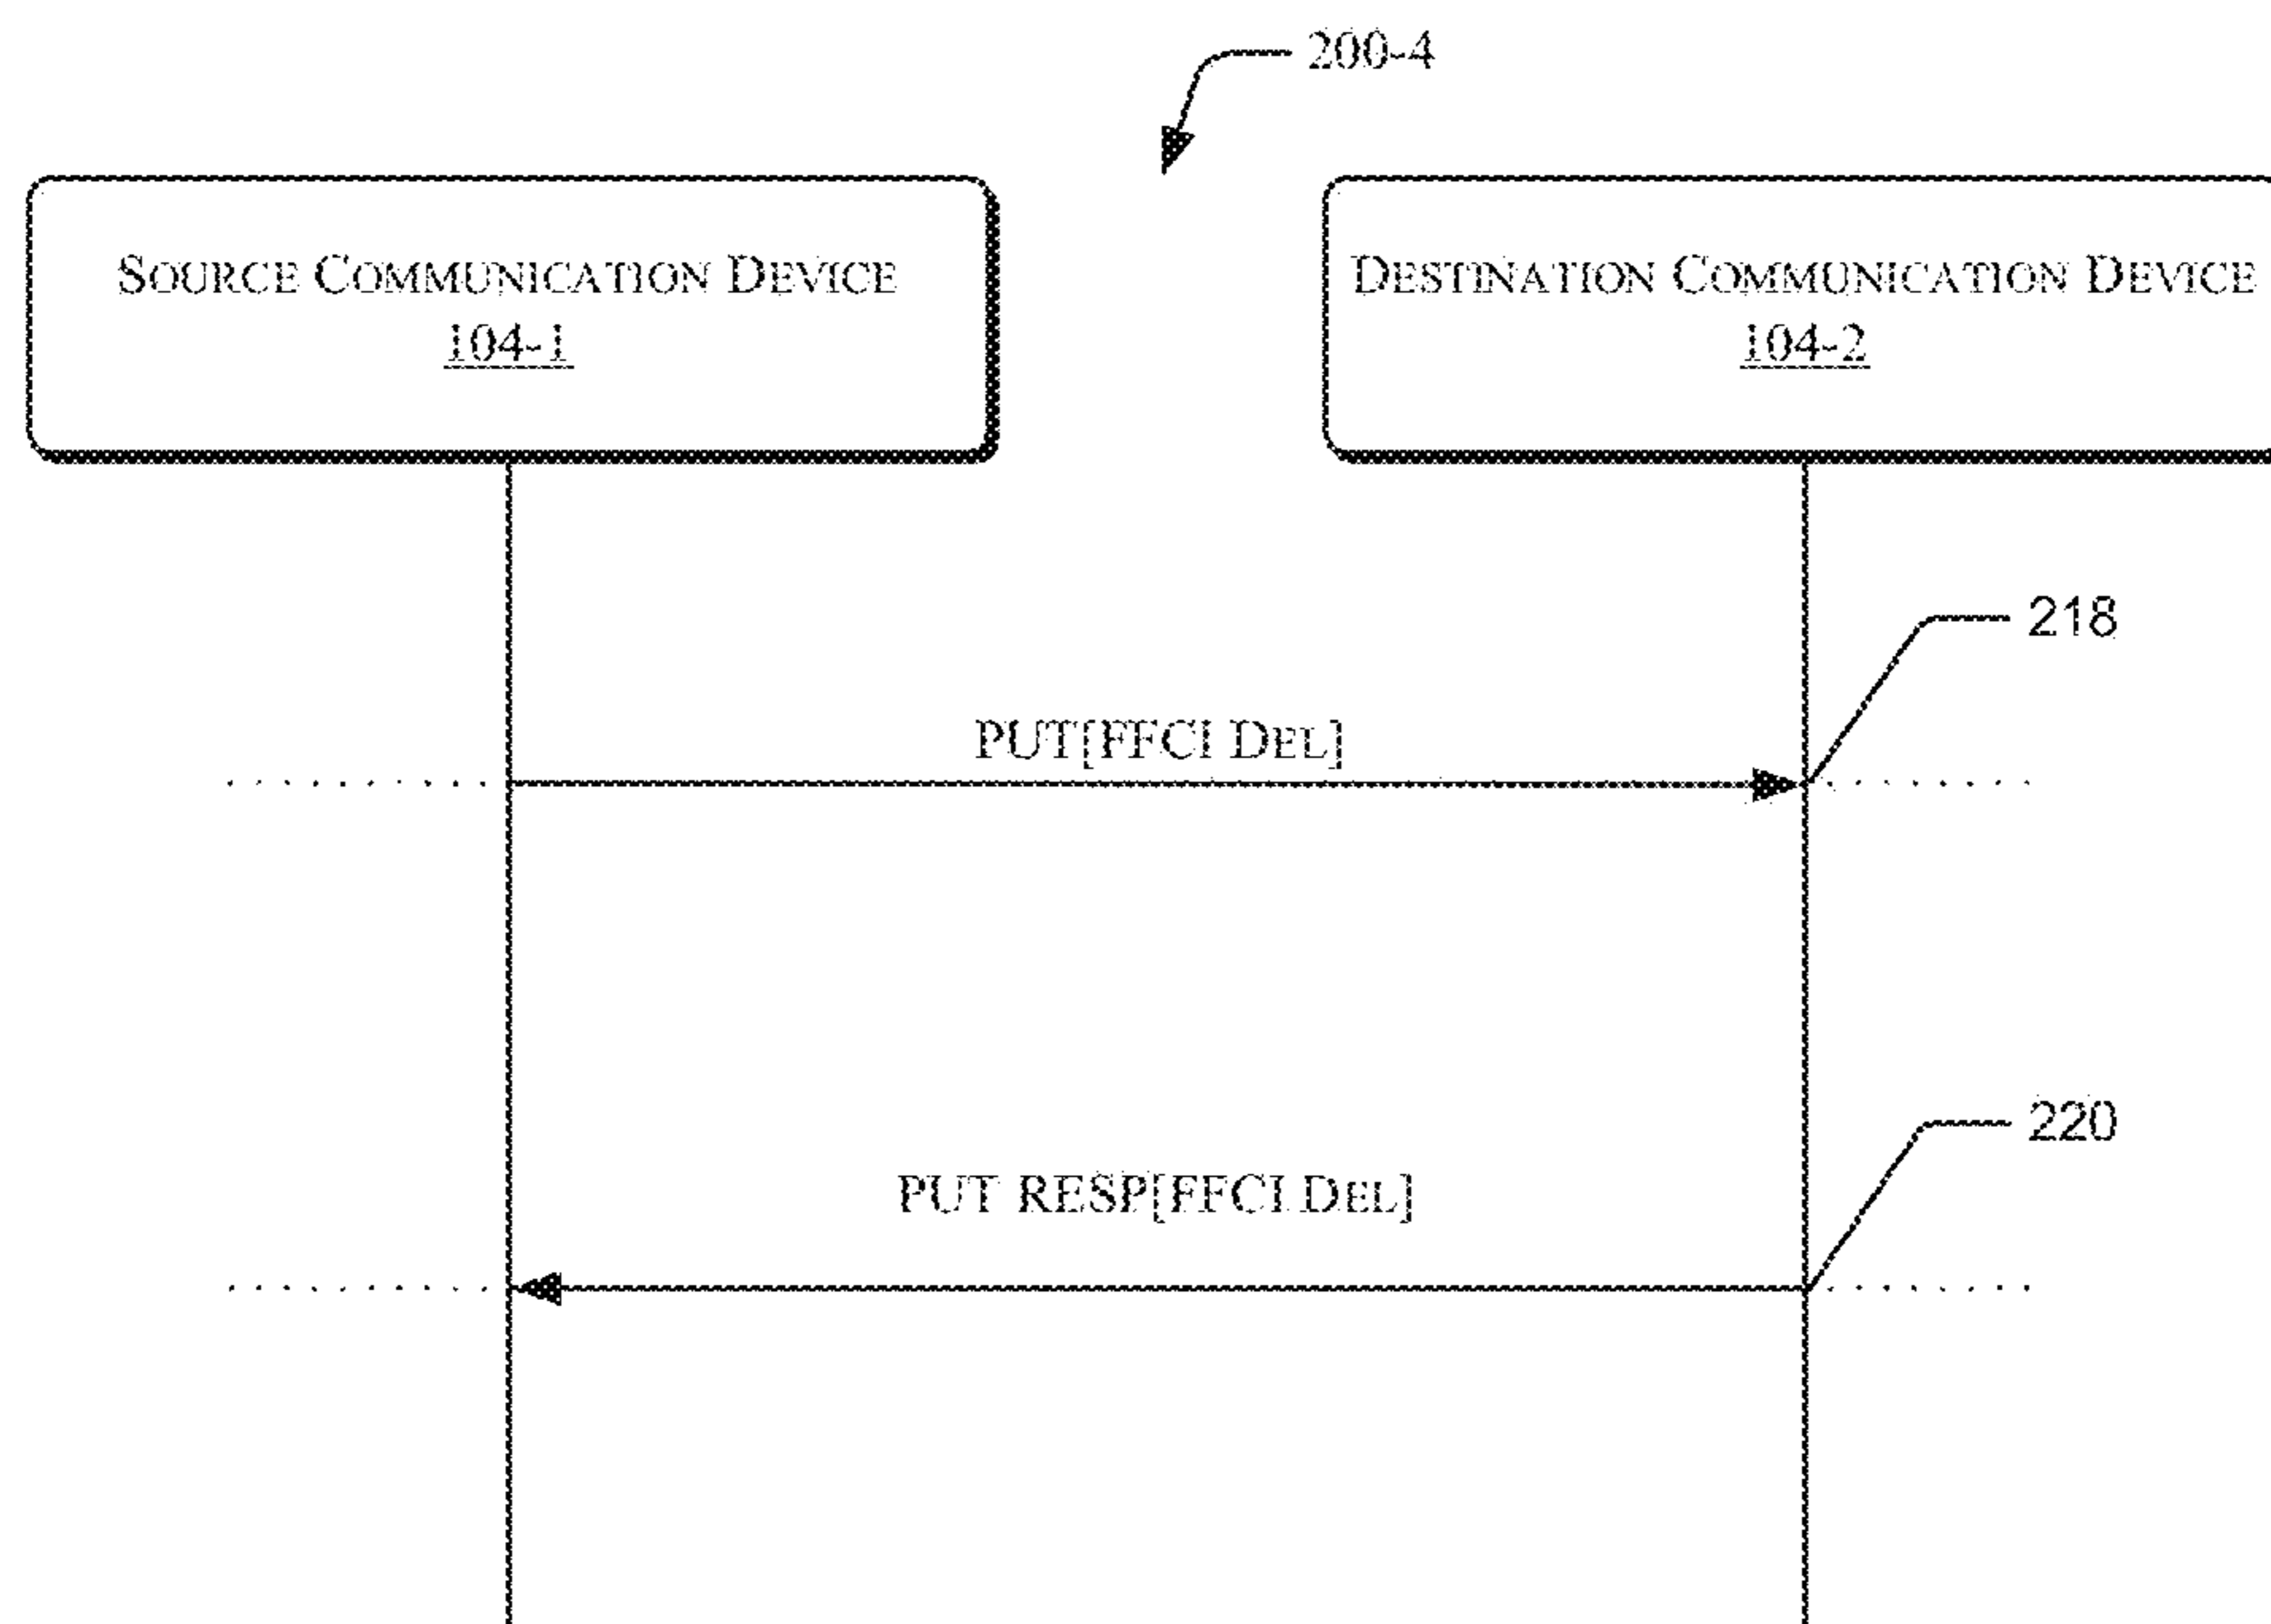 200-4
SOURCE COMMUNICATION DEVICE
104-1
DESTINATION COMMUNICATION DEVICE
104-2
218
PUT[FFCI DEL]
220
PUT RESP[FFCI DEL]